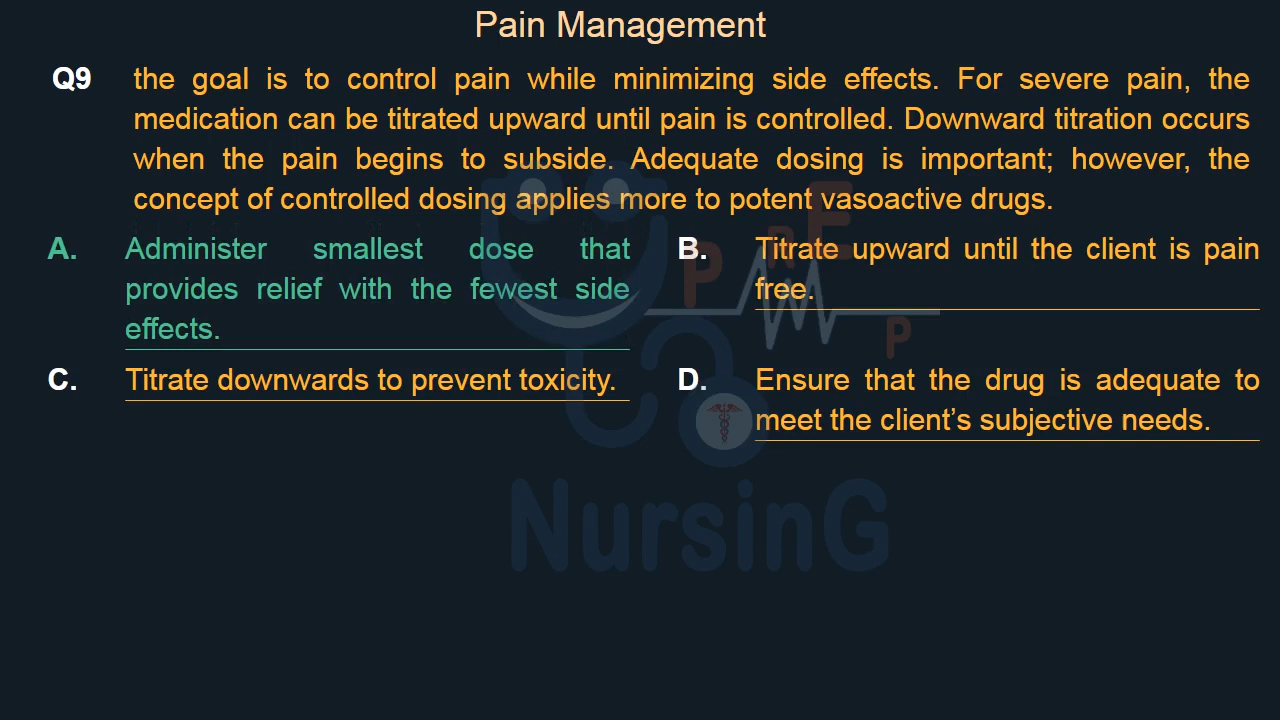 Pain Management
Q9 the goal is to control pain while minimizing side effects. For severe pain, the
medication can be titrated upward until pain is controlled. Downward titration occurs
when the pain begins to subside. Adequate dosing is important; however, the
concept of controlled dosing applies more to potent vasoactive drugs.
A. Administer smallest dose that
provides relief with the fewest side
effects.
B. Titrate upward until the client is pain
free.
C. Titrate downwards to prevent toxicity.
D. Ensure that the drug is adequate to
meet the client’s subjective needs.
PREP
NursinG